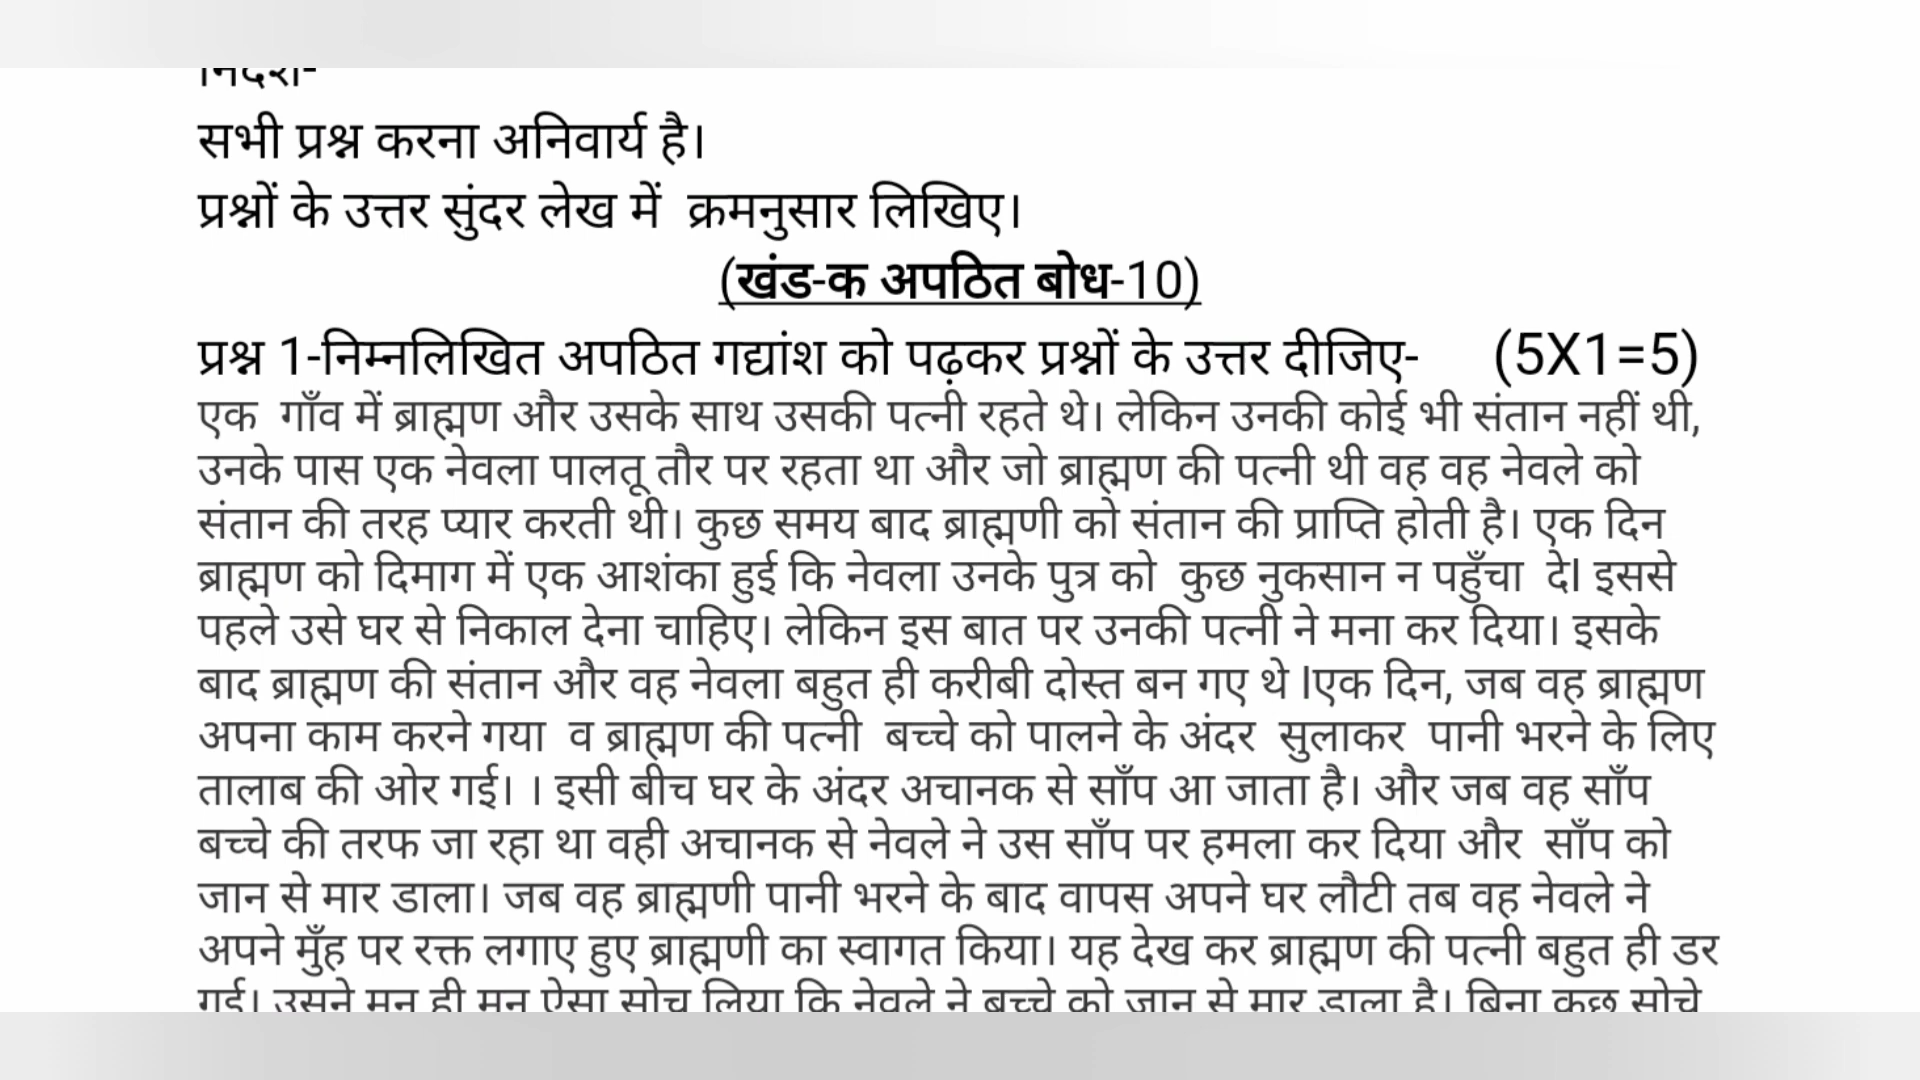 निर्देश-
सभी प्रश्न करना अनिवार्य है।
प्रश्नों के उत्तर सुंदर लेख में क्रमनुसार लिखिए।
(खंड-क अपठित बोध-10)
प्रश्न 1-निम्नलिखित अपठित गद्यांश को पढ़कर प्रश्नों के उत्तर दीजिए- (5X1=5)
एक गाँव में ब्राह्मण और उसके साथ उसकी पत्नी रहते थे। लेकिन उनकी कोई भी संतान नहीं थी,
उनके पास एक नेवला पालतू तौर पर रहता था और जो ब्राह्मण की पत्नी थी वह वह नेवले को
संतान की तरह प्यार करती थी। कुछ समय बाद ब्राह्मणी को संतान की प्राप्ति होती है। एक दिन
ब्राह्मण को दिमाग में एक आशंका हुई कि नेवला उनके पुत्र को कुछ नुकसान न पहुँचा दे। इससे
पहले उसे घर से निकाल देना चाहिए। लेकिन इस बात पर उनकी पत्नी ने मना कर दिया। इसके
बाद ब्राह्मण की संतान और वह नेवला बहुत ही करीबी दोस्त बन गए थे ।एक दिन, जब वह ब्राह्मण
अपना काम करने गया व ब्राह्मण की पत्नी बच्चे को पालने के अंदर सुलाकर पानी भरने के लिए
तालाब की ओर गई। । इसी बीच घर के अंदर अचानक से साँप आ जाता है। और जब वह साँप
बच्चे की तरफ जा रहा था वही अचानक से नेवले ने उस साँप पर हमला कर दिया और साँप को
जान से मार डाला। जब वह ब्राह्मणी पानी भरने के बाद वापस अपने घर लौटी तब वह नेवले ने
अपने मुँह पर रक्त लगाए हुए ब्राह्मणी का स्वागत किया। यह देख कर ब्राह्मण की पत्नी बहुत ही डर
गई। उसने मन ही मन ऐसा सोच लिया कि नेवले ने बच्चे को जान से मार डाला है। बिना कुछ सोचे